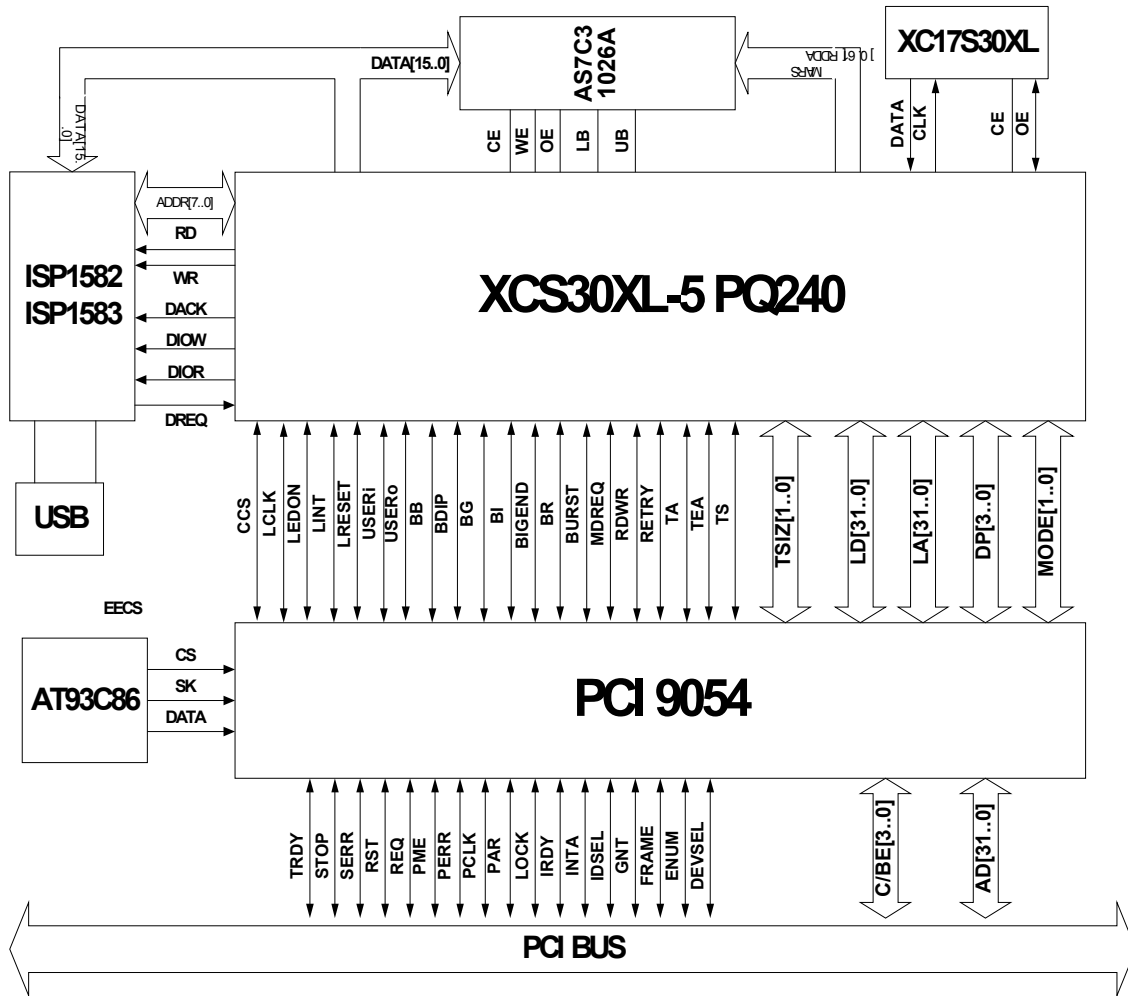 XC17S30XL
AS7C3
1026A
DATA[15..0]
] 0..61 RDDA
MARS
DATA[15.
.0]
CE
WE
OE
LB
UB
DATA
CLK
CE
OE
ADDR[7..0]
RD
WR
DACK
DIOW
DIOR
DREQ
ISP1582
ISP1583
XCS30XL-5 PQ240
USB
CCS
LCLK
LEDON
LINT
LRESET
USERi
USERo
BB
BDIP
BG
BI
BIGEND
BR
BURST
MDREQ
RDWR
RETRY
TA
TEA
TS
TSIZ[1..0]
LD[31..0]
LA[31..0]
DP[3..0]
MODE[1..0]
EECS
AT93C86
CS
SK
DATA
PCI 9054
TRDY
STOP
SERR
RST
REQ
PME
PERR
PCLK
PAR
LOCK
IRDY
INTA
IDSEL
GNT
FRAME
ENUM
DEVSEL
C/BE[3..0]
AD[31..0]
PCI BUS